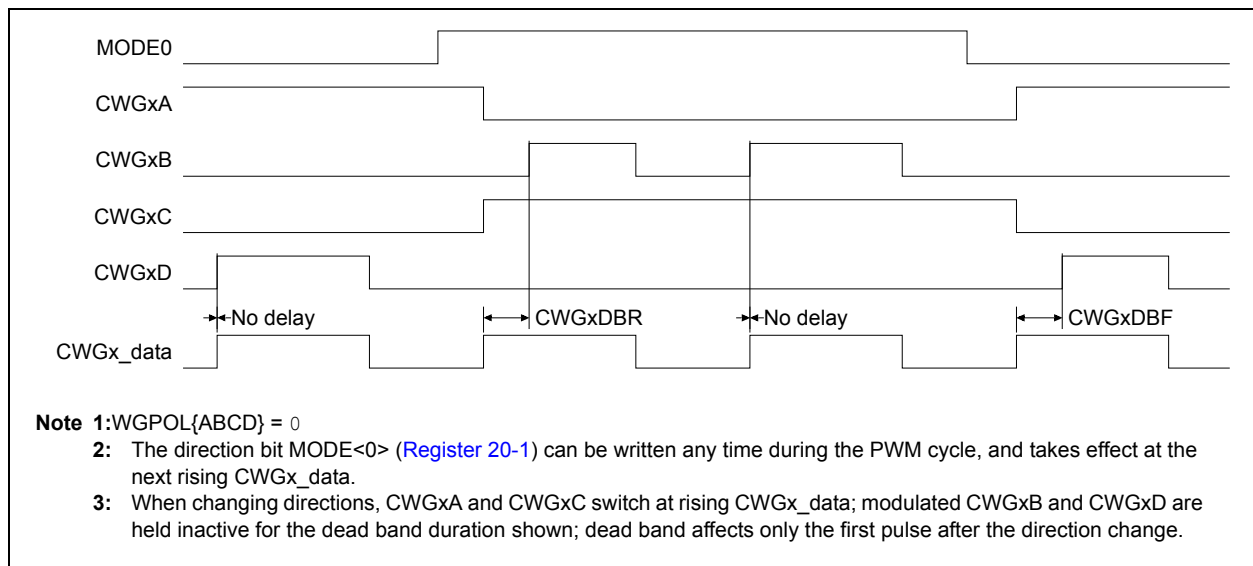 MODE0
CWGxA
CWGxB
CWGxC
CWGxD
No delay CWGxDBR No delay CWGxDBF
CWGx_data
Note 1:WGPOL{ABCD} = 0
2: The direction bit MODE<0> (Register 20-1) can be written any time during the PWM cycle, and takes effect at the
next rising CWGx_data.
3: When changing directions, CWGxA and CWGxC switch at rising CWGx_data; modulated CWGxB and CWGxD are
held inactive for the dead band duration shown; dead band affects only the first pulse after the direction change.